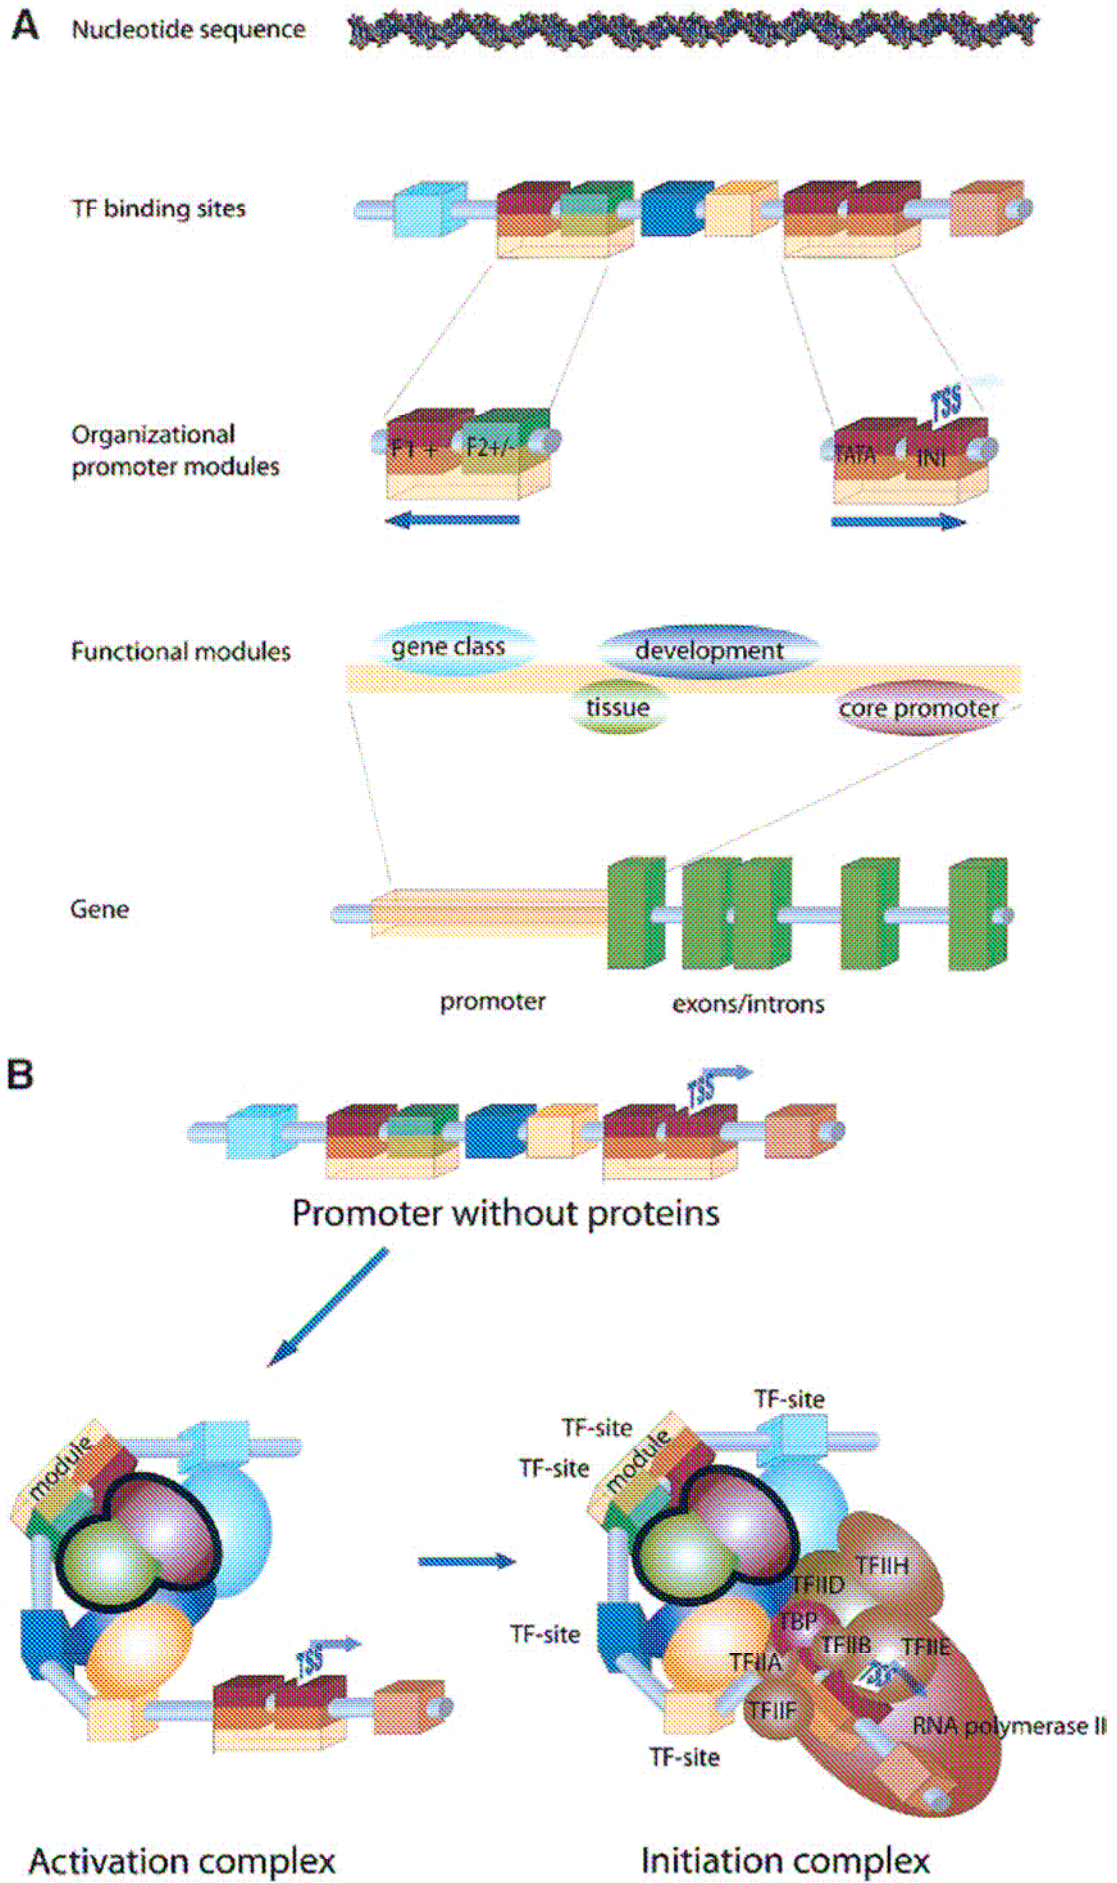 A
Nucleotide sequence
TF binding sites
Organizational
promoter modules
F1 +
F2+/-
TATA
INI
TSS
Functional modules
gene class
development
tissue
core promoter
Gene
promoter
exons/introns
B
TSS
Promoter without proteins
module
TSS
Activation complex
TF-site
TF-site
TF-site
module
TFIIH
TFIID
TBP
TFIIB
TFIIE
TF-site
TFIIA
TSS
TFIIF
RNA polymerase II
TF-site
Initiation complex